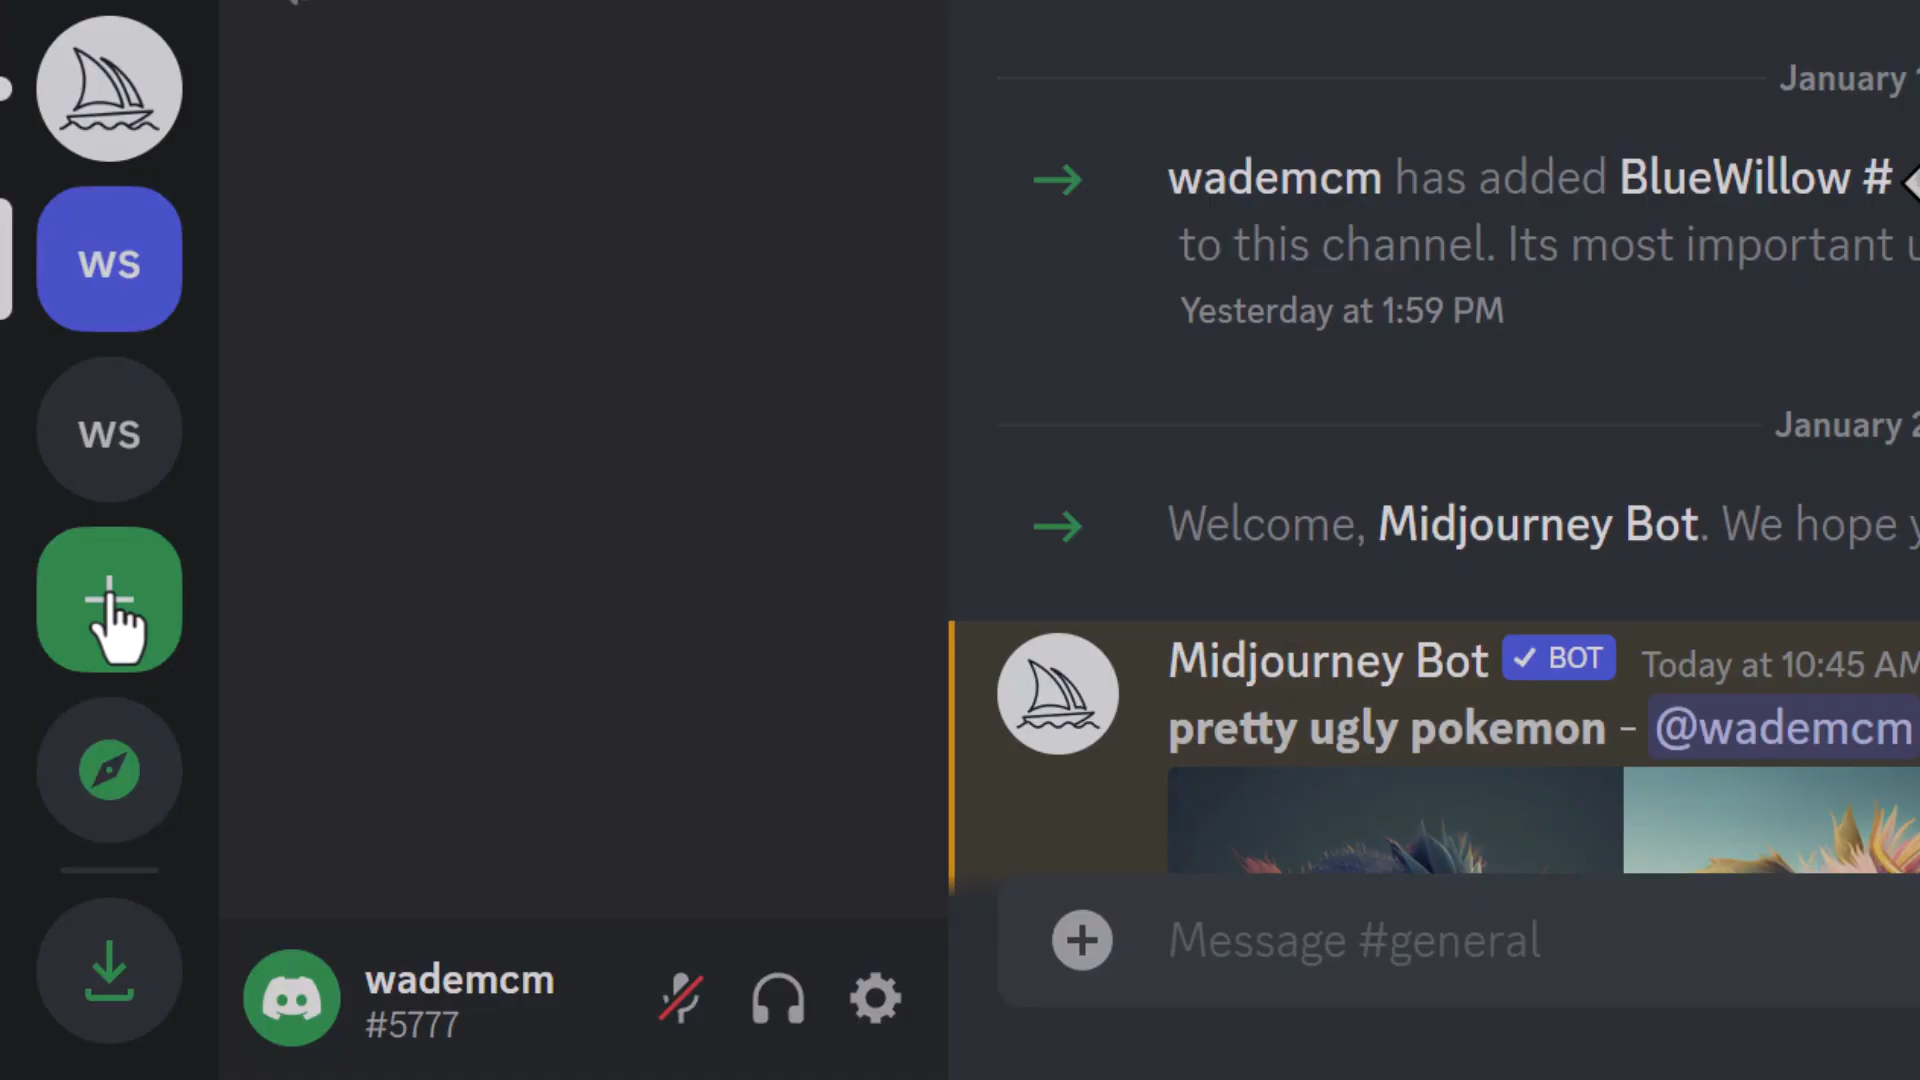 January
wademcm has added BlueWillow #
to this channel. Its most important
Yesterday at 1:59 PM
ws
ws
January 2
Welcome, Midjourney Bot. We hope
Midjourney Bot ✓ BOT Today at 10:45 AM
pretty ugly pokemon - @wademcm
Message #general
wademcm
#5777